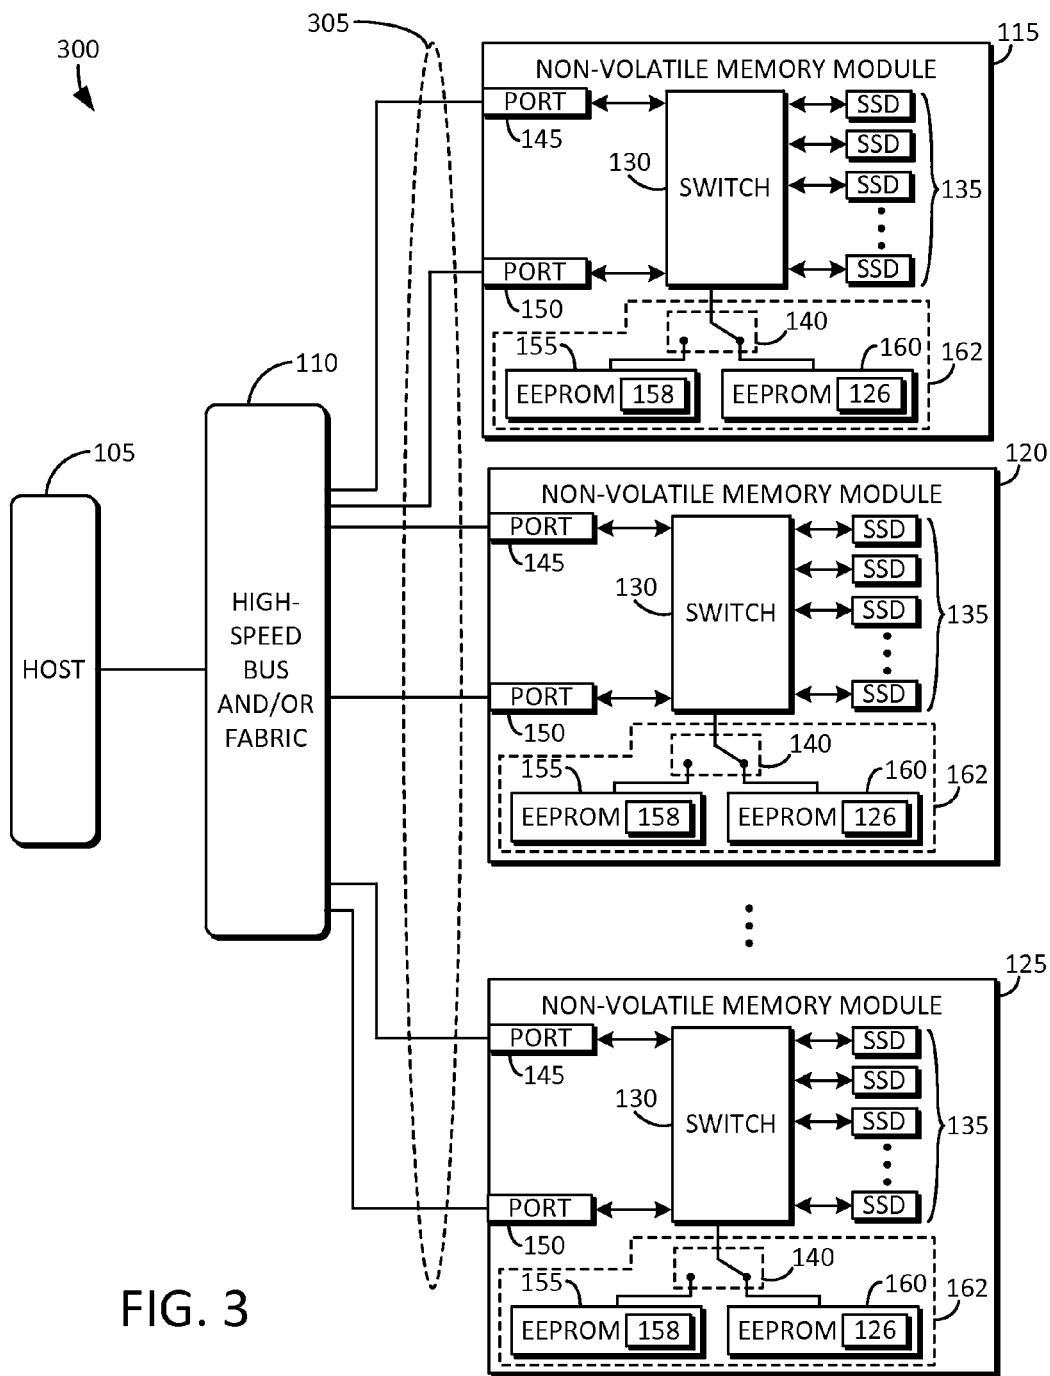 300
305
115
NON-VOLATILE MEMORY MODULE
PORT
145
130
SWITCH
SSD
SSD
SSD
SSD
135
PORT
150
140
155
160
162
EEPROM 158
EEPROM 126
110
HIGH-
SPEED
BUS
AND/OR
FABRIC
105
HOST
120
NON-VOLATILE MEMORY MODULE
PORT
145
130
SWITCH
SSD
SSD
SSD
SSD
135
PORT
150
140
155
160
162
EEPROM 158
EEPROM 126
125
NON-VOLATILE MEMORY MODULE
PORT
145
130
SWITCH
SSD
SSD
SSD
SSD
135
PORT
150
140
155
160
162
EEPROM 158
EEPROM 126
FIG. 3